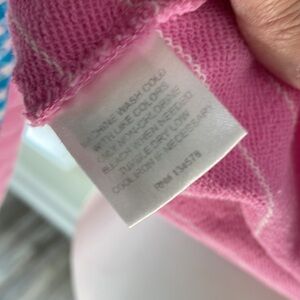 MACHINE WASH COLD
WITH LIKE COLORS
ONLY NON-CHLORINE
BLEACH WHEN NEEDED
TUMBLE DRY LOW
COOL IRON IF NECESSARY
RN# 134578